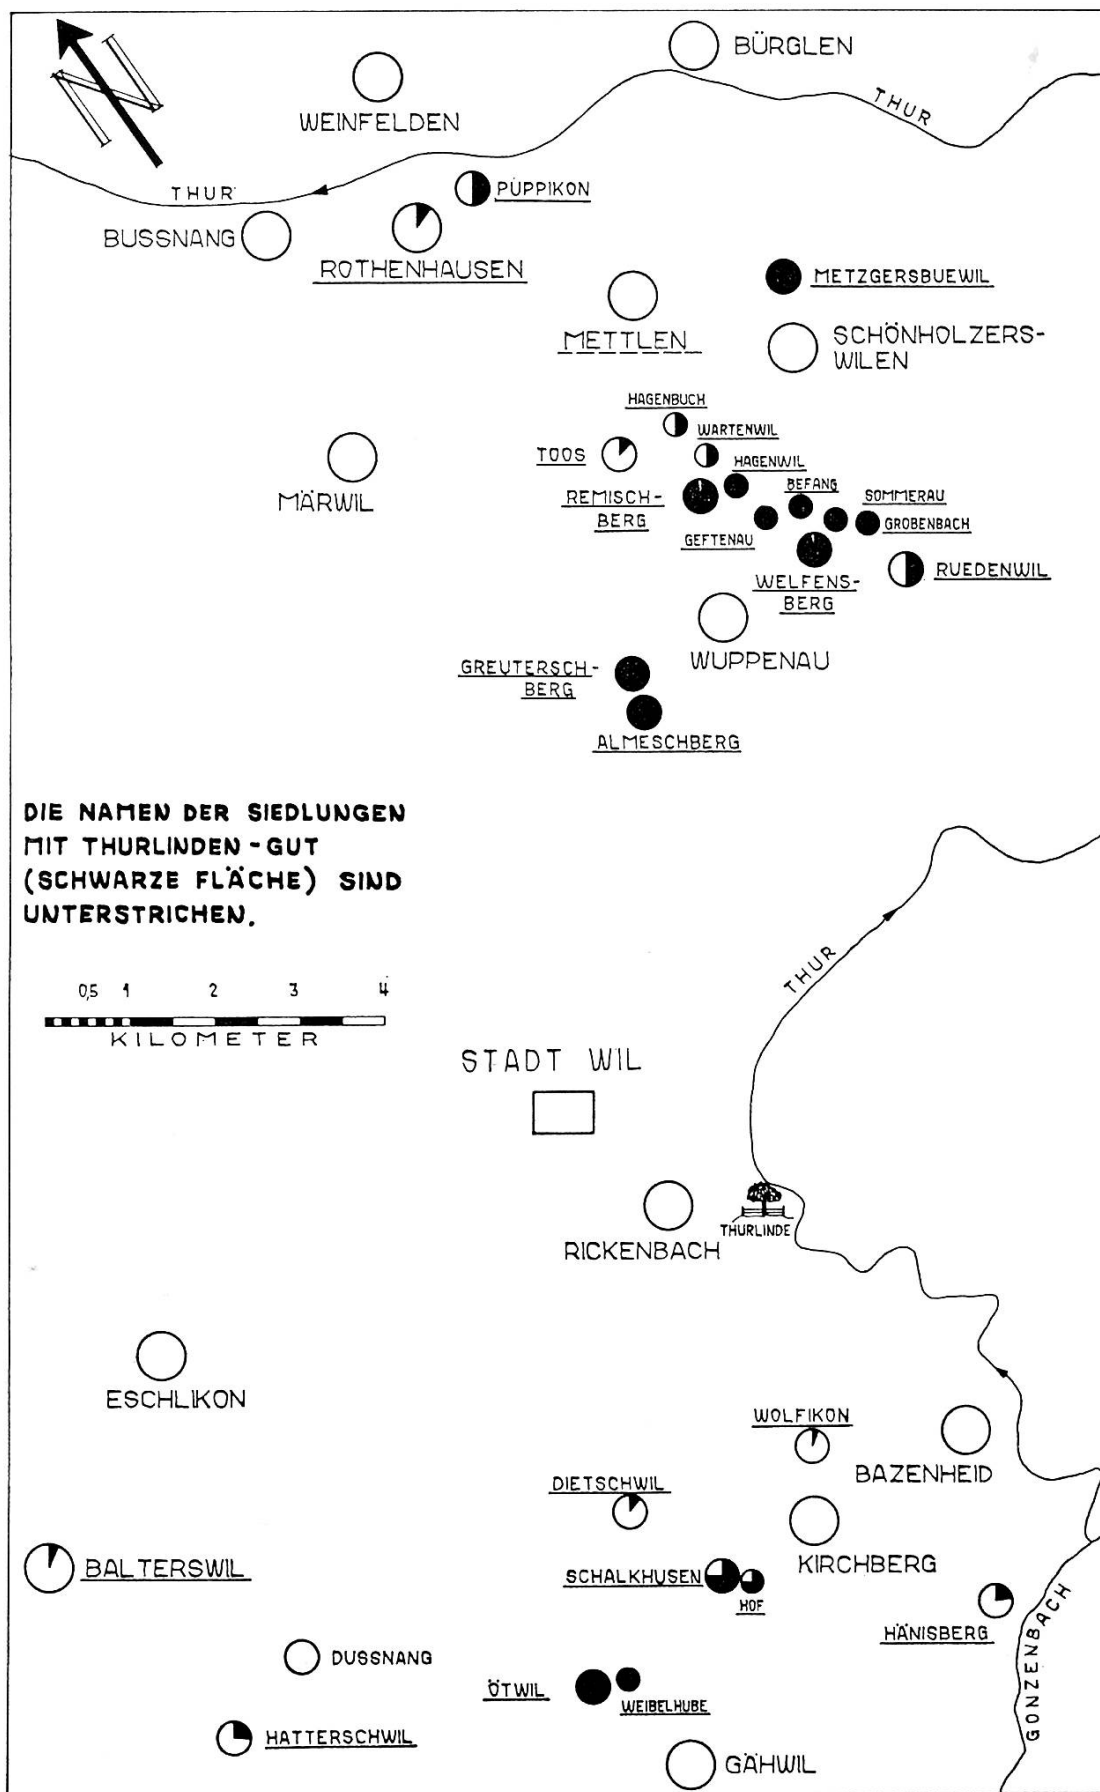 BÜRGLEN
WEINFELDEN
THUR
THUR
PUPPIKON
BUSSNANG
ROTHENHAUSEN
METZGERSBUEWIL
METTLEN
SCHÖNHOLZERS-
WILEN
HAGENBUCH
WARTENWIL
TOOS
HAGENWIL
MÄRWIL
REMISCH-
BERG
BEFANG
SOMMERAU
GROBENBACH
GEFTENAU
WELFENS-
BERG
RUEDENWIL
WUPPENAU
GREUTERSCH-
BERG
ALMESCHBERG
DIE NAMEN DER SIEDLUNGEN
MIT THURLINDEN-GUT
(SCHWARZE FLÄCHE) SIND
UNTERSTRICHEN.
THUR
0,5 1 2 3 4
KILOMETER
STADT WIL
THURLINDE
RICKENBACH
ESCHLIKON
WOLFIKON
BAZENHEID
DIETSCHWIL
KIRCHBERG
BALTERSWIL
SCHALKHUSEN
HOF
HÄNISBERG
GONZENBACH
DUSSNANG
ÖTWIL
WEIBELHUBE
HATTERSCHWIL
GÄHWIL